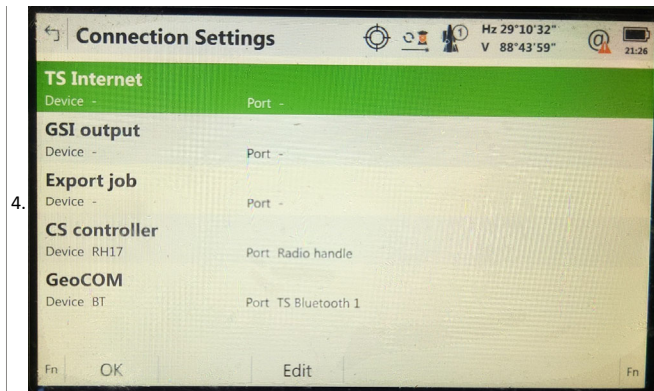 4.
Connection Settings
1
Hz 29°10'32"
V 88°43'59"
@
21:26
TS Internet
Device - Port -
GSI output
Device - Port -
Export job
Device - Port -
CS controller
Device RH17 Port Radio handle
GeoCOM
Device BT Port TS Bluetooth 1
Fn OK Edit Fn